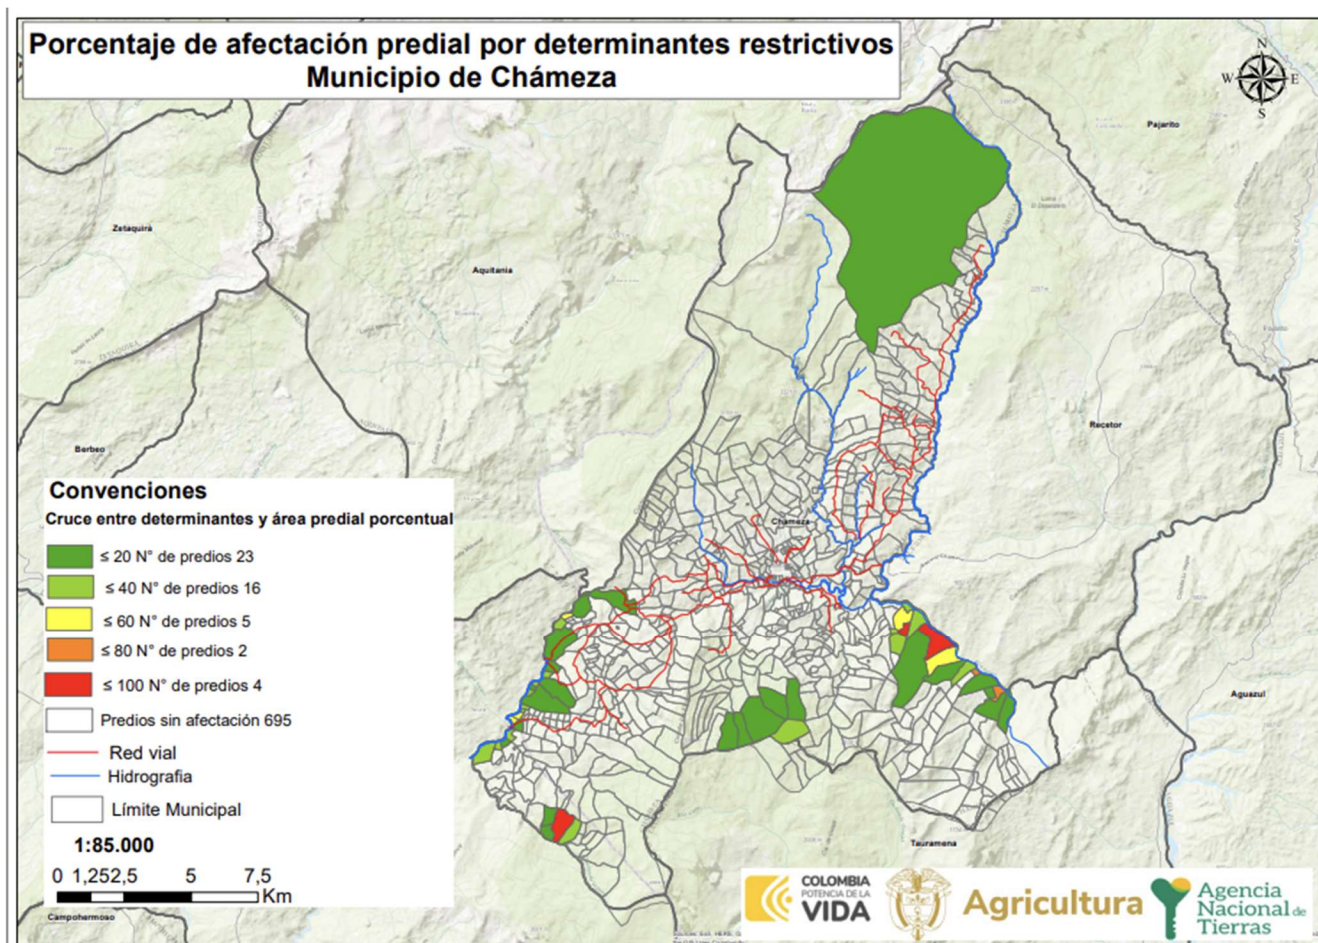 Porcentaje de afectación predial por determinantes restrictivos
Municipio de Chámeza
N
W
E
S
Pajarito
Zetaquirá
Aquitania
Recetor
Berbeo
Chámeza
Aguazul
Tauramena
Campohermoso
Convenciones
Cruce entre determinantes y área predial porcentual
≤ 20 N° de predios 23
≤ 40 N° de predios 16
≤ 60 N° de predios 5
≤ 80 N° de predios 2
≤ 100 N° de predios 4
Predios sin afectación 695
Red vial
Hidrografia
Límite Municipal
1:85.000
0 1,252,5 5 7,5
Km
COLOMBIA
POTENCIA DE LA
VIDA
Agricultura
Agencia
Nacional de
Tierras